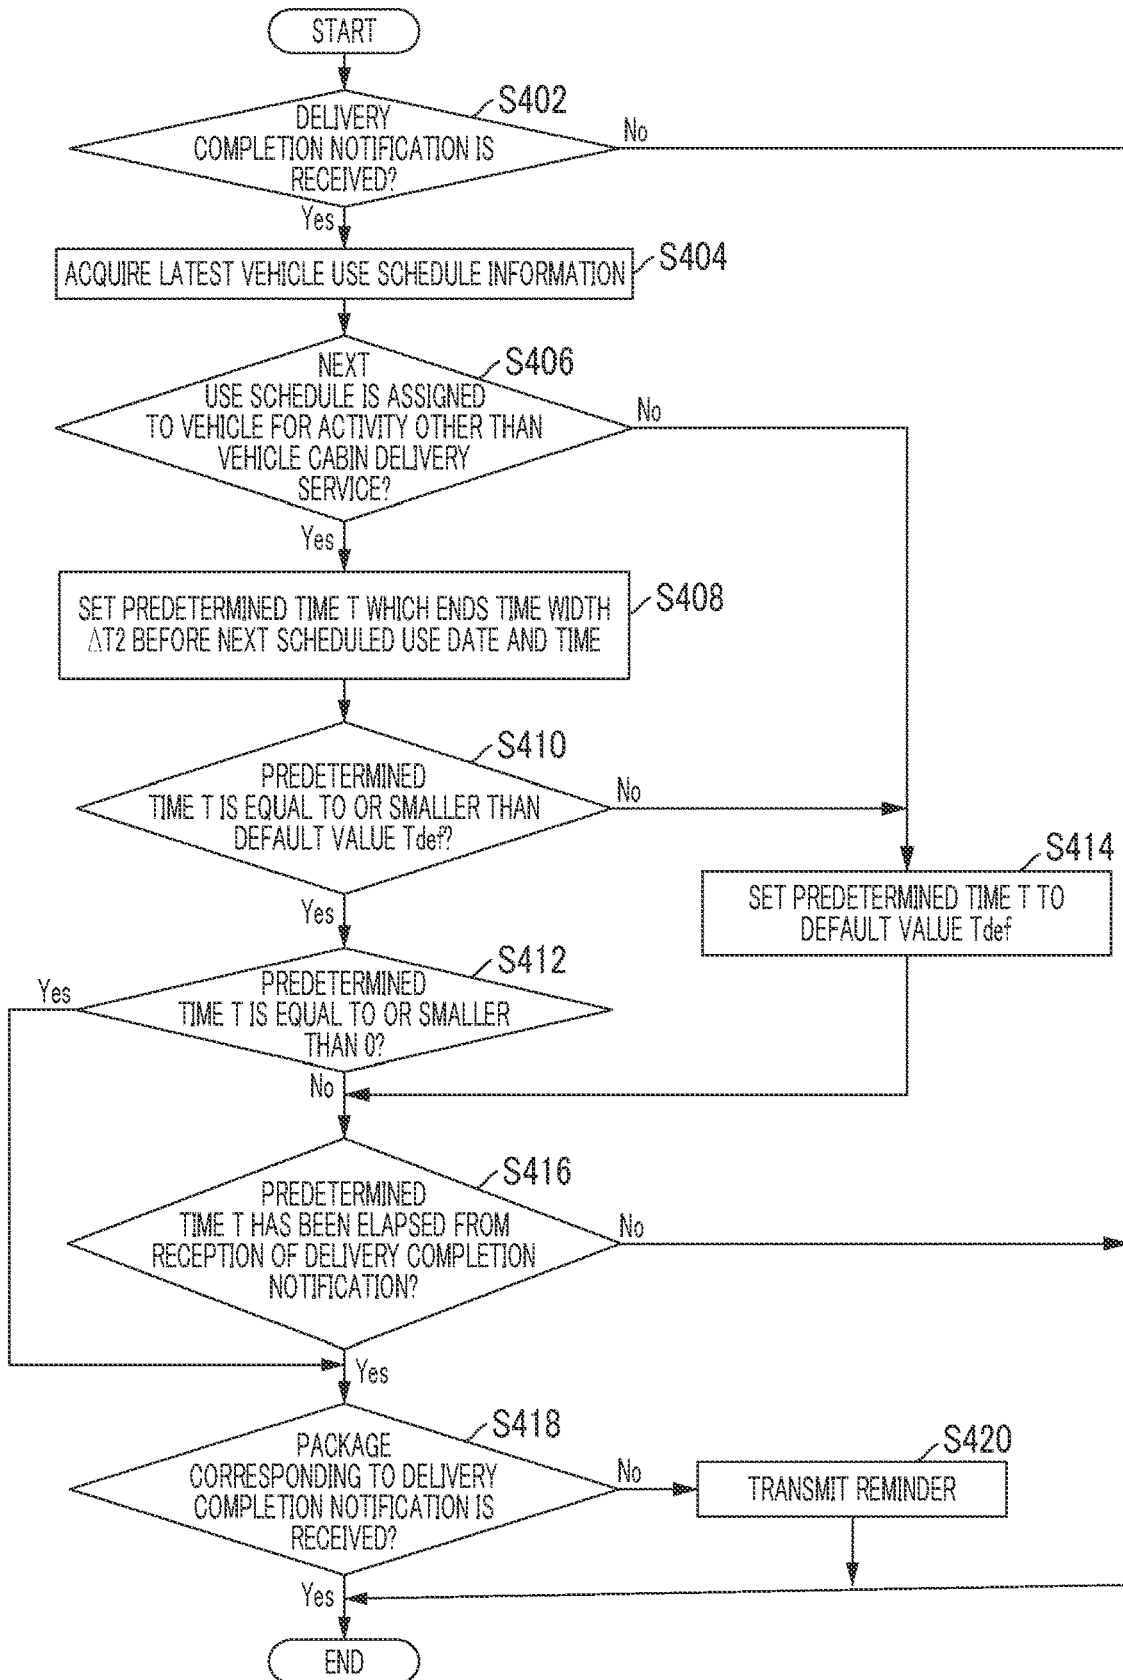 START
S402
DELIVERY
COMPLETION NOTIFICATION IS
RECEIVED?
No
Yes
S404
ACQUIRE LATEST VEHICLE USE SCHEDULE INFORMATION
S406
NEXT
USE SCHEDULE IS ASSIGNED
TO VEHICLE FOR ACTIVITY OTHER THAN
VEHICLE CABIN DELIVERY
SERVICE?
No
Yes
S408
SET PREDETERMINED TIME T WHICH ENDS TIME WIDTH
ΔT2 BEFORE NEXT SCHEDULED USE DATE AND TIME
S410
PREDETERMINED
TIME T IS EQUAL TO OR SMALLER THAN
DEFAULT VALUE Tdef?
No
Yes
S414
SET PREDETERMINED TIME T TO
DEFAULT VALUE Tdef
S412
PREDETERMINED
TIME T IS EQUAL TO OR SMALLER
THAN 0?
Yes
No
S416
PREDETERMINED
TIME T HAS BEEN ELAPSED FROM
RECEPTION OF DELIVERY COMPLETION
NOTIFICATION?
No
Yes
S418
PACKAGE
CORRESPONDING TO DELIVERY
COMPLETION NOTIFICATION IS
RECEIVED?
No
S420
TRANSMIT REMINDER
Yes
END